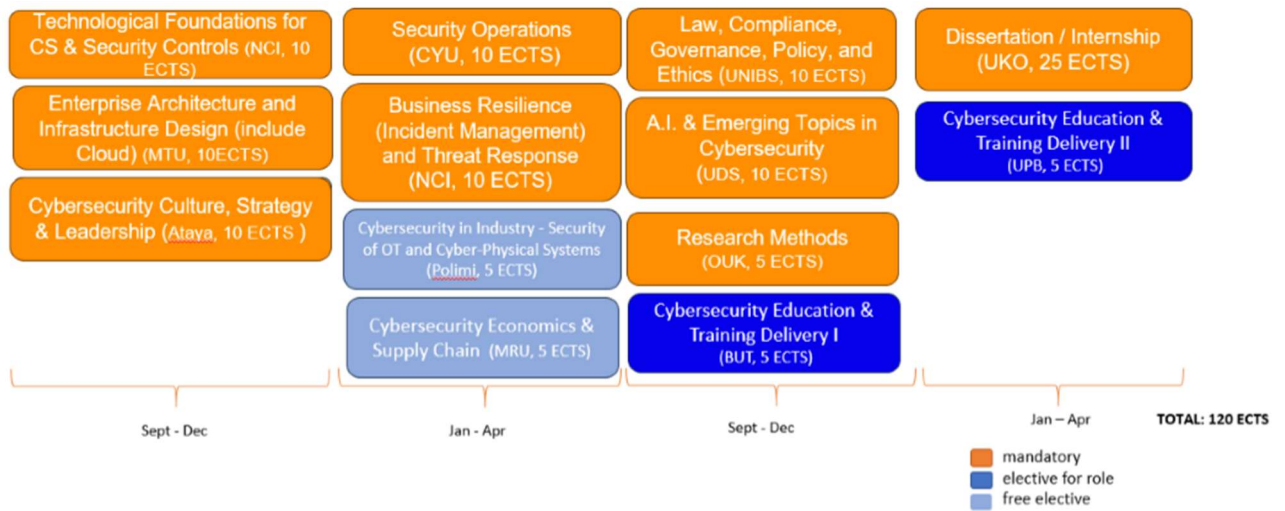 Technological Foundations for
CS & Security Controls (NCI, 10
ECTS)
Enterprise Architecture and
Infrastructure Design (include
Cloud) (MTU, 10ECTS)
Cybersecurity Culture, Strategy
& Leadership (Ataya, 10 ECTS )
Sept - Dec
Security Operations
(CYU, 10 ECTS)
Business Resilience
(Incident Management)
and Threat Response
(NCI, 10 ECTS)
Cybersecurity in Industry - Security
of OT and Cyber-Physical Systems
(Polimi, 5 ECTS)
Cybersecurity Economics &
Supply Chain (MRU, 5 ECTS)
Jan - Apr
Law, Compliance,
Governance, Policy, and
Ethics (UNIBS, 10 ECTS)
A.I. & Emerging Topics in
Cybersecurity
(UDS, 10 ECTS)
Research Methods
(OUK, 5 ECTS)
Cybersecurity Education &
Training Delivery I
(BUT, 5 ECTS)
Sept - Dec
Dissertation / Internship
(UKO, 25 ECTS)
Cybersecurity Education &
Training Delivery II
(UPB, 5 ECTS)
Jan – Apr
TOTAL: 120 ECTS
mandatory
elective for role
free elective